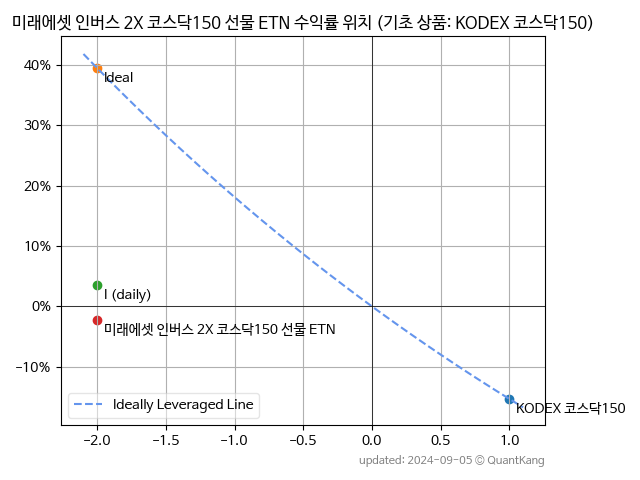 미래에셋 인버스 2X 코스닥150 선물 ETN 수익률 위치 (기초 상품: KODEX 코스닥150)
40%
Ideal
30%
20%
10%
I (daily)
0%
미래에셋 인버스 2X 코스닥150 선물 ETN
−10%
Ideally Leveraged Line
KODEX 코스닥150
−2.0 −1.5 −1.0 −0.5 0.0 0.5 1.0
updated: 2024-09-05 © QuantKang